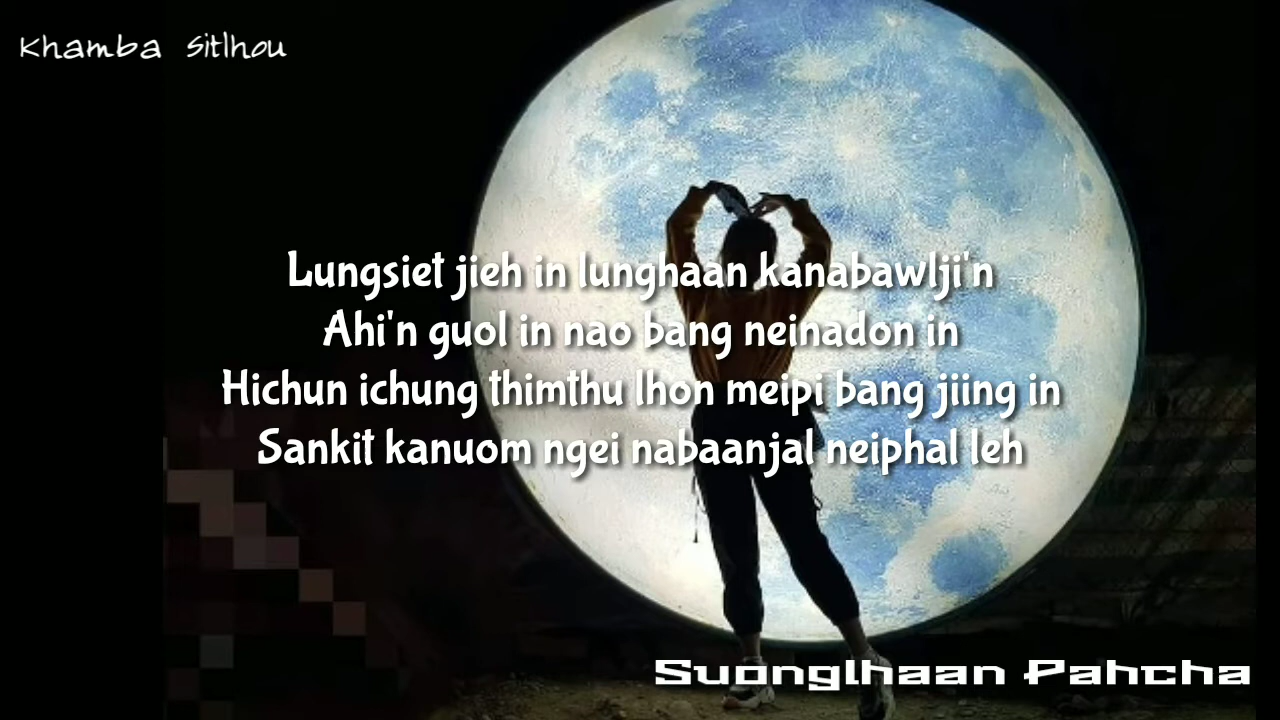 Khamba Sitlhou
Lungsiet jieh in lunghaan kanabawlji'n
Ahi'n guol in nao bang neinadon in
Hichun ichung thimthu lhon meipi bang jiing in
Sankit kanuom ngei nabaanjal neiphal leh
Suonglhaan Pahcha